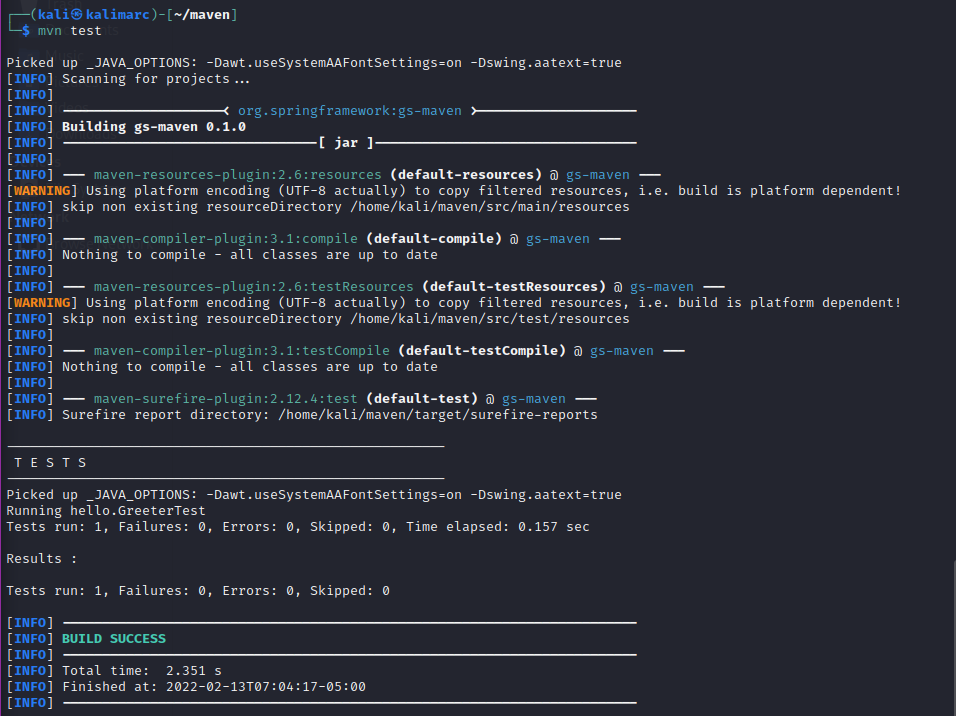 ┌──(kali㉿kalimarc)-[~/maven]
└─$ mvn test
Picked up _JAVA_OPTIONS: -Dawt.useSystemAAFontSettings=on -Dswing.aatext=true
[INFO] Scanning for projects...
[INFO]
[INFO] --------------------< org.springframework:gs-maven >--------------------
[INFO] Building gs-maven 0.1.0
[INFO] --------------------------------[ jar ]---------------------------------
[INFO]
[INFO] --- maven-resources-plugin:2.6:resources (default-resources) @ gs-maven ---
[WARNING] Using platform encoding (UTF-8 actually) to copy filtered resources, i.e. build is platform dependent!
[INFO] skip non existing resourceDirectory /home/kali/maven/src/main/resources
[INFO]
[INFO] --- maven-compiler-plugin:3.1:compile (default-compile) @ gs-maven ---
[INFO] Nothing to compile - all classes are up to date
[INFO]
[INFO] --- maven-resources-plugin:2.6:testResources (default-testResources) @ gs-maven ---
[WARNING] Using platform encoding (UTF-8 actually) to copy filtered resources, i.e. build is platform dependent!
[INFO] skip non existing resourceDirectory /home/kali/maven/src/test/resources
[INFO]
[INFO] --- maven-compiler-plugin:3.1:testCompile (default-testCompile) @ gs-maven ---
[INFO] Nothing to compile - all classes are up to date
[INFO]
[INFO] --- maven-surefire-plugin:2.12.4:test (default-test) @ gs-maven ---
[INFO] Surefire report directory: /home/kali/maven/target/surefire-reports
-------------------------------------------------------
T E S T S
-------------------------------------------------------
Picked up _JAVA_OPTIONS: -Dawt.useSystemAAFontSettings=on -Dswing.aatext=true
Running hello.GreeterTest
Tests run: 1, Failures: 0, Errors: 0, Skipped: 0, Time elapsed: 0.157 sec
Results :
Tests run: 1, Failures: 0, Errors: 0, Skipped: 0
[INFO] ------------------------------------------------------------------------
[INFO] BUILD SUCCESS
[INFO] ------------------------------------------------------------------------
[INFO] Total time:  2.351 s
[INFO] Finished at: 2022-02-13T07:04:17-05:00
[INFO] ------------------------------------------------------------------------